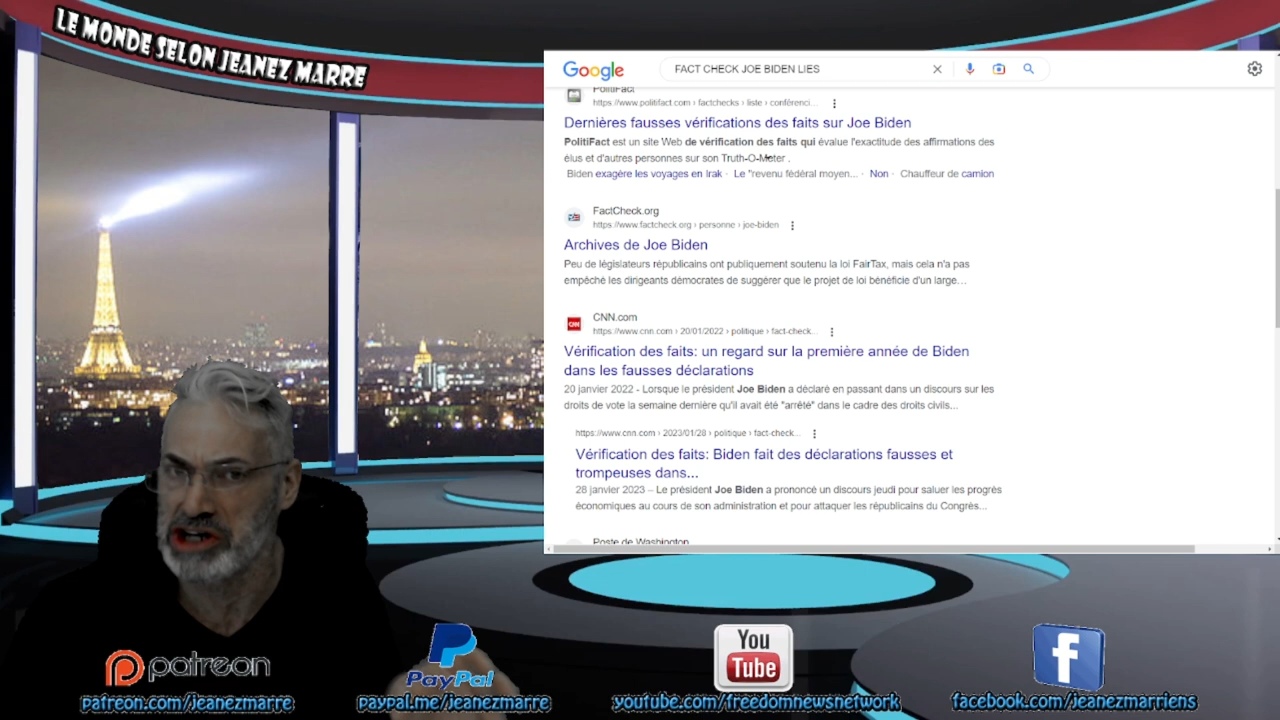 LE MONDE SELON JEANEZ MARRE
Google
FACT CHECK JOE BIDEN LIES
PolitiFact
https://www.politifact.com › factchecks › liste › conférenci...
Dernières fausses vérifications des faits sur Joe Biden
PolitiFact est un site Web de vérification des faits qui évalue l'exactitude des affirmations des
élus et d'autres personnes sur son Truth-O-Meter .
Biden exagère les voyages en Irak · Le "revenu fédéral moyen... · Non · Chauffeur de camion
FactCheck.org
https://www.factcheck.org › personne › joe-biden
Archives de Joe Biden
Peu de législateurs républicains ont publiquement soutenu la loi FairTax, mais cela n'a pas
empêché les dirigeants démocrates de suggérer que le projet de loi bénéficie d'un large...
CNN
CNN.com
https://www.cnn.com › 20/01/2022 › politique › fact-check...
Vérification des faits: un regard sur la première année de Biden
dans les fausses déclarations
20 janvier 2022 - Lorsque le président Joe Biden a déclaré en passant dans un discours sur les
droits de vote la semaine dernière qu'il avait été "arrêté" dans le cadre des droits civils...
https://www.cnn.com › 2023/01/28 › politique › fact-check...
Vérification des faits: Biden fait des déclarations fausses et
trompeuses dans...
28 janvier 2023 – Le président Joe Biden a prononcé un discours jeudi pour saluer les progrès
économiques au cours de son administration et pour attaquer les républicains du Congrès...
Poste de Washington
patreon
patreon.com/jeanezmarre
PayPal
paypal.me/jeanezmarre
You
Tube
youtube.com/freedomnewsnetwork
f
facebook.com/jeanezmarriens